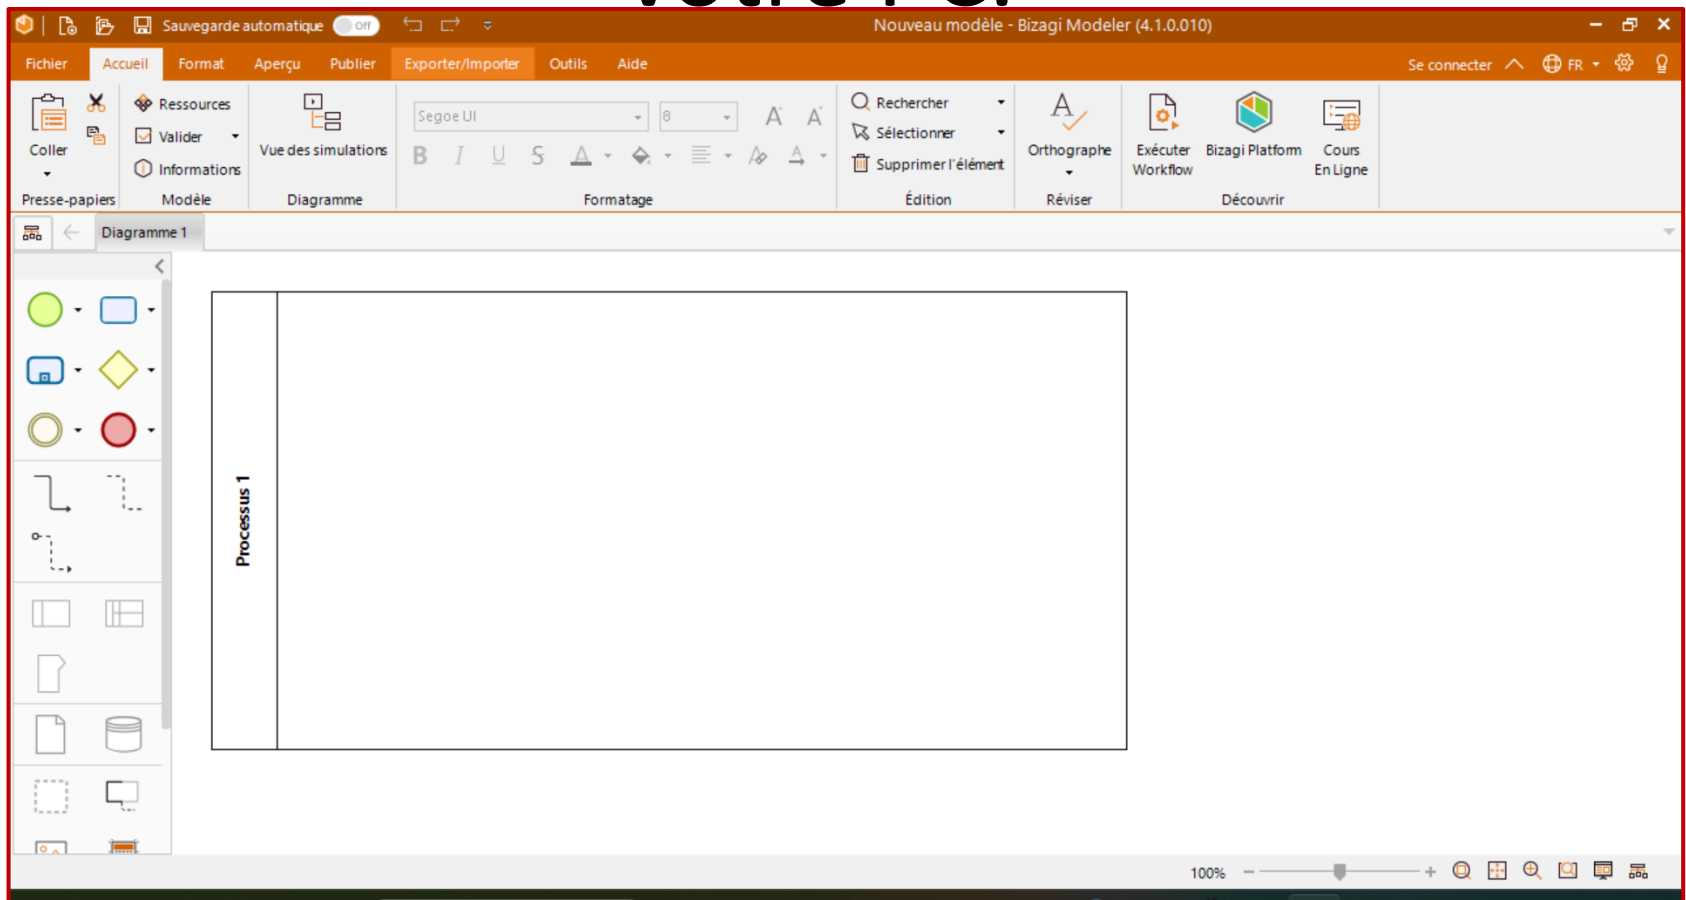 Sauvegarde automatique Off Nouveau modèle - Bizagi Modeler (4.1.0.010)
Fichier Accueil Format Aperçu Publier Exporter/Importer Outils Aide Se connecter FR
Coller
Presse-papiers
Ressources
Valider
Informations
Modèle
Vue des simulations
Diagramme
Segoe UI 8
B I U S A
Formatage
Rechercher
Sélectionner
Supprimer l'élément
Édition
Orthographe
Réviser
Exécuter
Workflow
Bizagi Platform
Cours
En Ligne
Découvrir
Diagramme 1
Processus 1
100%